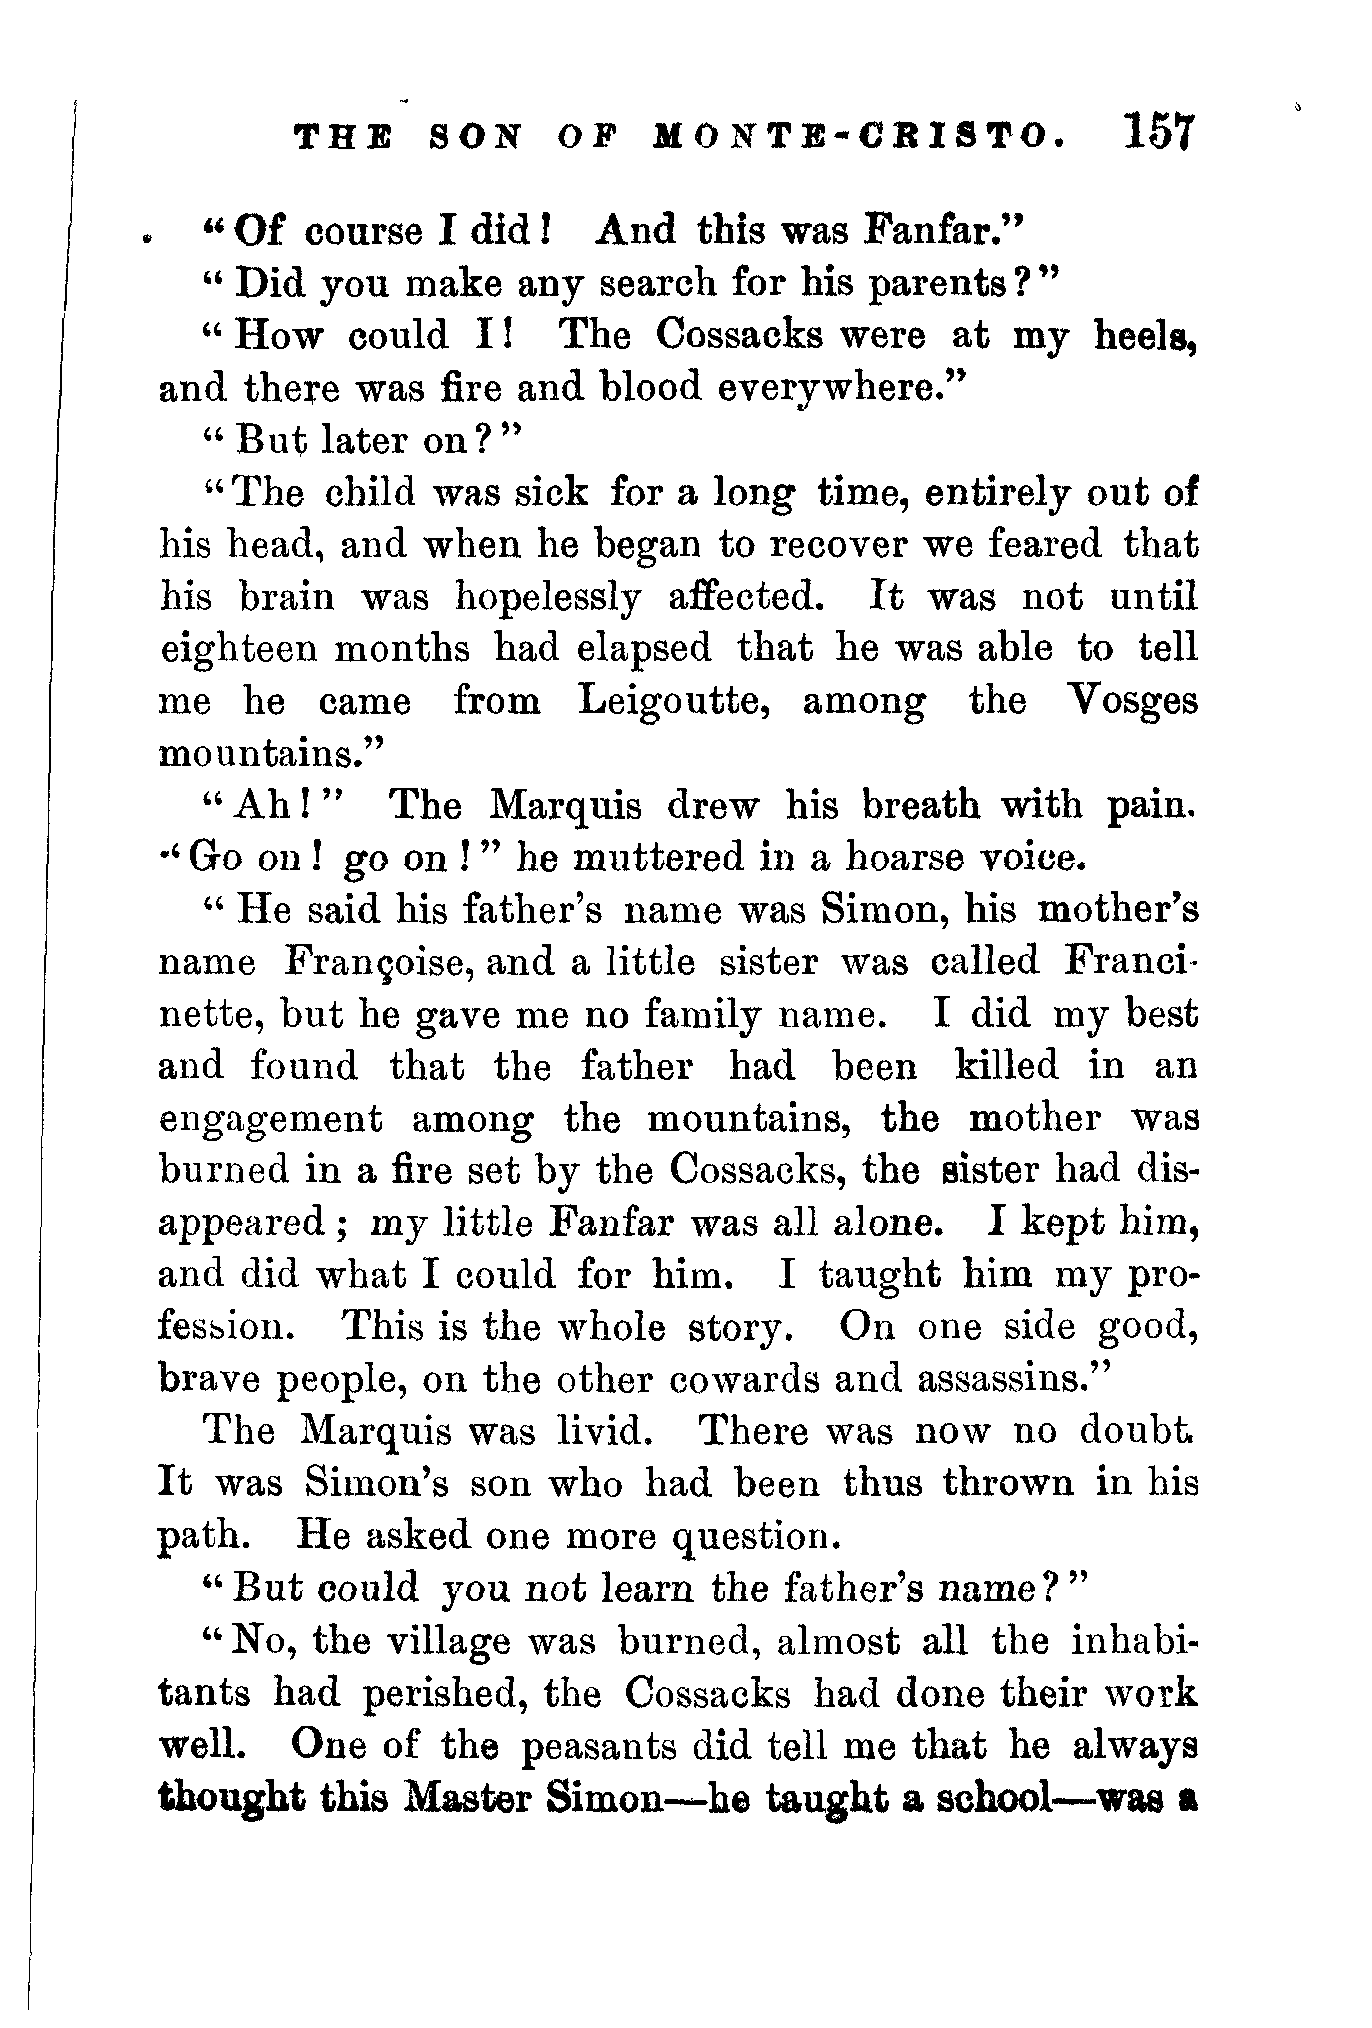 THE SON OF MONTE-CRISTO. 157
“Of course I did! And this was Fanfar.”
“Did you make any search for his parents?”
“How could I! The Cossacks were at my heels,
and there was fire and blood everywhere.”
“But later on?”
“The child was sick for a long time, entirely out of
his head, and when he began to recover we feared that
his brain was hopelessly affected. It was not until
eighteen months had elapsed that he was able to tell
me he came from Leigoutte, among the Vosges
mountains.”
“Ah!” The Marquis drew his breath with pain.
“Go on! go on!” he muttered in a hoarse voice.
“He said his father’s name was Simon, his mother’s
name Françoise, and a little sister was called Franci-
nette, but he gave me no family name. I did my best
and found that the father had been killed in an
engagement among the mountains, the mother was
burned in a fire set by the Cossacks, the sister had dis-
appeared; my little Fanfar was all alone. I kept him,
and did what I could for him. I taught him my pro-
fession. This is the whole story. On one side good,
brave people, on the other cowards and assassins.”
The Marquis was livid. There was now no doubt.
It was Simon’s son who had been thus thrown in his
path. He asked one more question.
“But could you not learn the father’s name?”
“No, the village was burned, almost all the inhabi-
tants had perished, the Cossacks had done their work
well. One of the peasants did tell me that he always
thought this Master Simon—he taught a school—was a